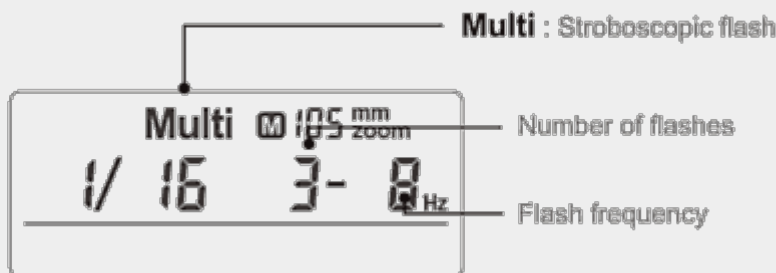 Multi : Stroboscopic flash
Multi M 105 mm zoom
Number of flashes
1/ 16 3- 8 Hz
Flash frequency